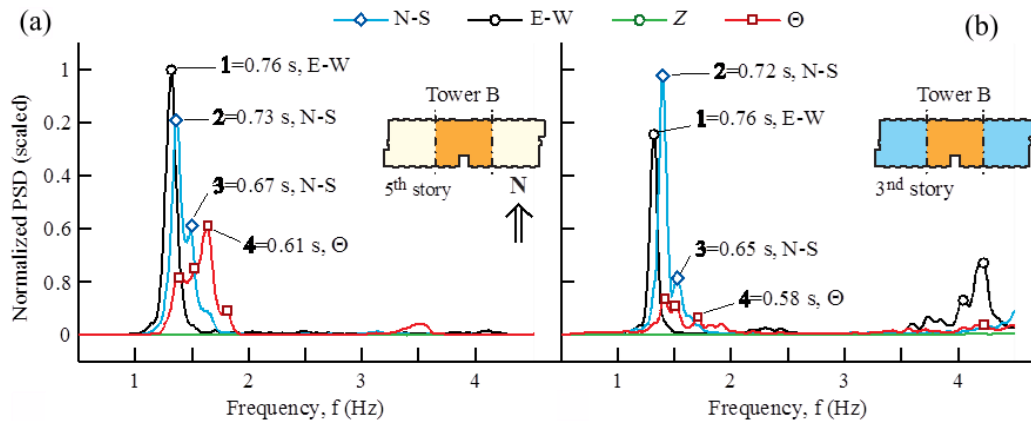 (a)
N-S E-W Z Θ
(b)
1=0.76 s, E-W
2=0.73 s, N-S
3=0.67 s, N-S
4=0.61 s, Θ
Tower B
5th story
N
Normalized PSD (scaled)
1
0.2
0.4
0.6
0.8
0
1 2 3 4
Frequency, f (Hz)
2=0.72 s, N-S
1=0.76 s, E-W
3=0.65 s, N-S
4=0.58 s, Θ
Tower B
3nd story
1 2 3 4
Frequency, f (Hz)